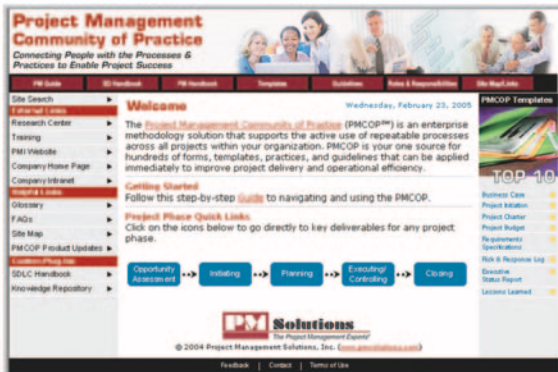 Project Management
Community of Practice
Connecting People with the Processes &
Practices to Enable Project Success
PM Guide
SD Handbook
PM Handbook
Templates
Guidelines
Roles & Responsibilities
Site Map/Links
Site Search
External Links
Research Center
Training
PMI Website
Company Home Page
Company Intranet
Helpful Links
Glossary
FAQs
Site Map
PMCOP Product Updates
Custom Plug-ins
SDLC Handbook
Knowledge Repository
Welcome
Wednesday, February 23, 2005
The Project Management Community of Practice (PMCOP℠) is an enterprise
methodology solution that supports the active use of repeatable processes
across all projects within your organization. PMCOP is your one source for
hundreds of forms, templates, practices, and guidelines that can be applied
immediately to improve project delivery and operational efficiency.
Getting Started
Follow this step-by-step Guide to navigating and using the PMCOP.
Project Phase Quick Links
Click on the icons below to go directly to key deliverables for any project
phase.
Opportunity
Assessment
Initiating
Planning
Executing/
Controlling
Closing
PM Solutions
The Project Management Experts
© 2004 Project Management Solutions, Inc. (www.pmsolutions.com)
PMCOP Templates
TOP 10
Business Case
Project Initiation
Project Charter
Project Budget
Requirements
Specifications
Risk & Response Log
Executive
Status Report
Lessons Learned
Feedback | Contact | Terms of Use